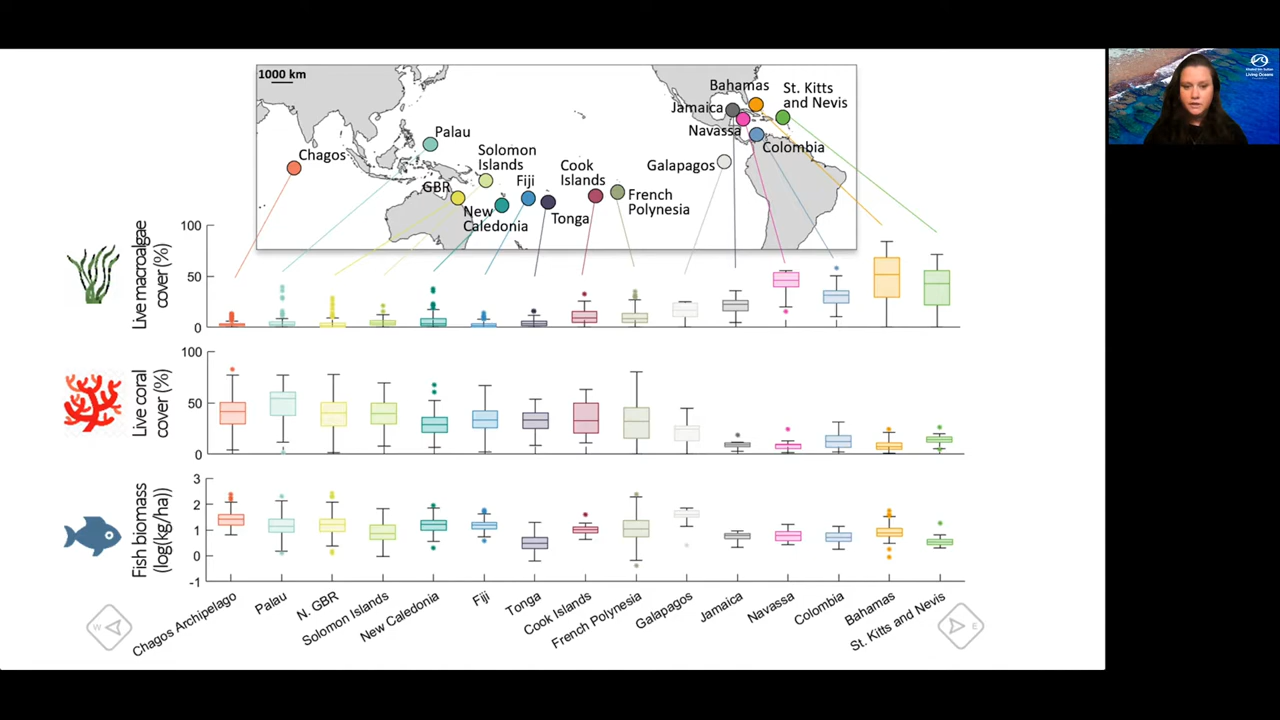 1000 km
Bahamas
St. Kitts
and Nevis
Jamaica
Navassa
Colombia
Palau
Chagos
Solomon
Islands
Cook
Islands
Galapagos
GBR
Fiji
French
Polynesia
New
Caledonia
Tonga
Live macroalgae
cover (%)
100
50
0
Live coral
cover (%)
100
50
0
Fish biomass
(log(kg/ha))
3
2
1
0
-1
Chagos Archipelago
Palau
N. GBR
Solomon Islands
New Caledonia
Fiji
Tonga
Cook Islands
French Polynesia
Galapagos
Jamaica
Navassa
Colombia
Bahamas
St. Kitts and Nevis
W
E
Living Oceans